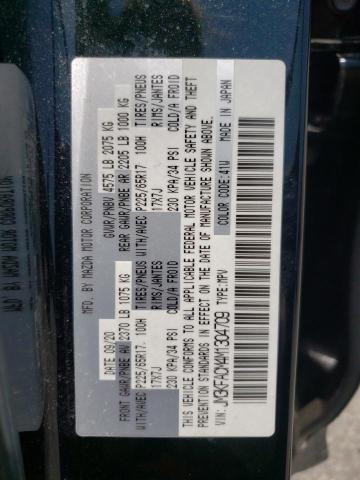 MFD. BY MAZDA MOTOR CORPORATION
DATE 09/20 GVWR/PNBV 4575 LB 2075 KG
FRONT GAWR/PNBE AV 2370 LB 1075 KG REAR GAWR/PNBE AR 2205 LB 1000 KG
WITH/AVEC P225/65R17. 100H TIRES/PNEUS WITH/AVEC P225/65R17 100H TIRES/PNEUS
17X7J RIMS/JANTES 17X7J RIMS/JANTES
230 KPA/34 PSI COLD/A FROID 230 KPA/34 PSI COLD/A FROID
THIS VEHICLE CONFORMS TO ALL APPLICABLE FEDERAL MOTOR VEHICLE SAFETY AND THEFT
PREVENTION STANDARDS IN EFFECT ON THE DATE OF MANUFACTURE SHOWN ABOVE.
VIN: JM3KFACM4M1304709 TYPE:MPV COLOR CODE:41W MADE IN JAPAN